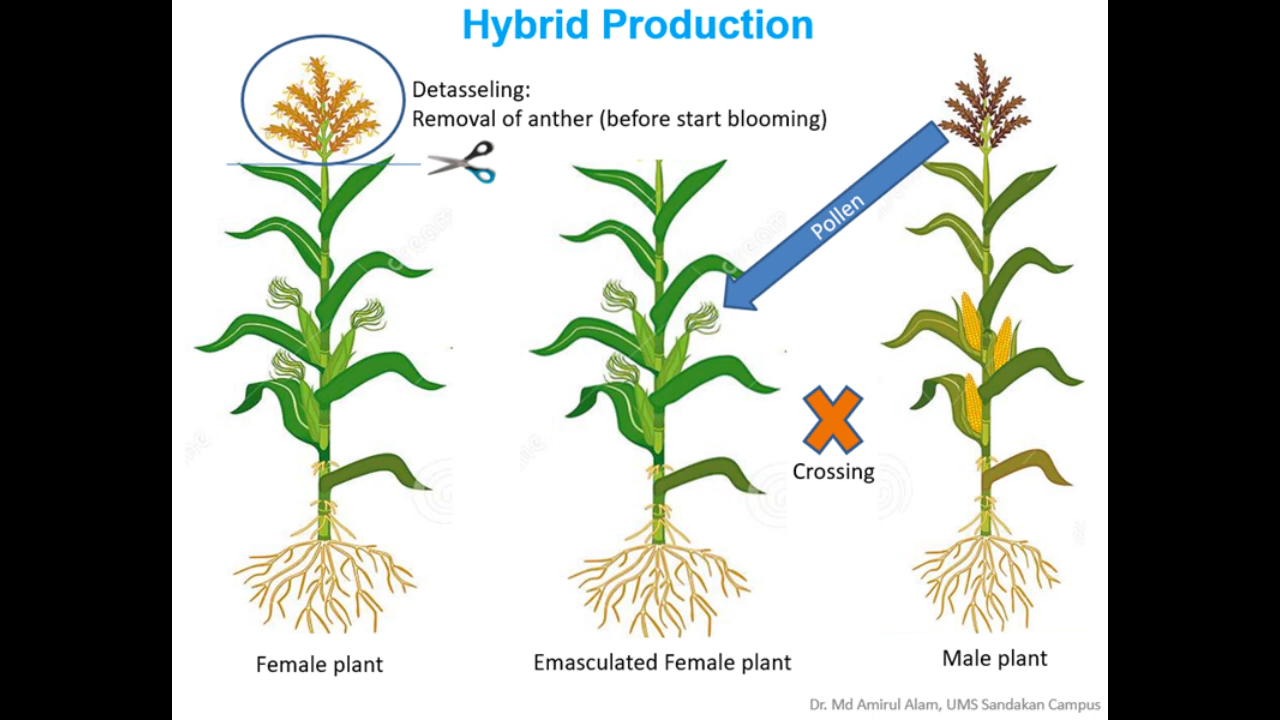 Hybrid Production
Detasseling:
Removal of anther (before start blooming)
Pollen
Crossing
Female plant
Emasculated Female plant
Male plant
Dr. Md Amirul Alam, UMS Sandakan Campus